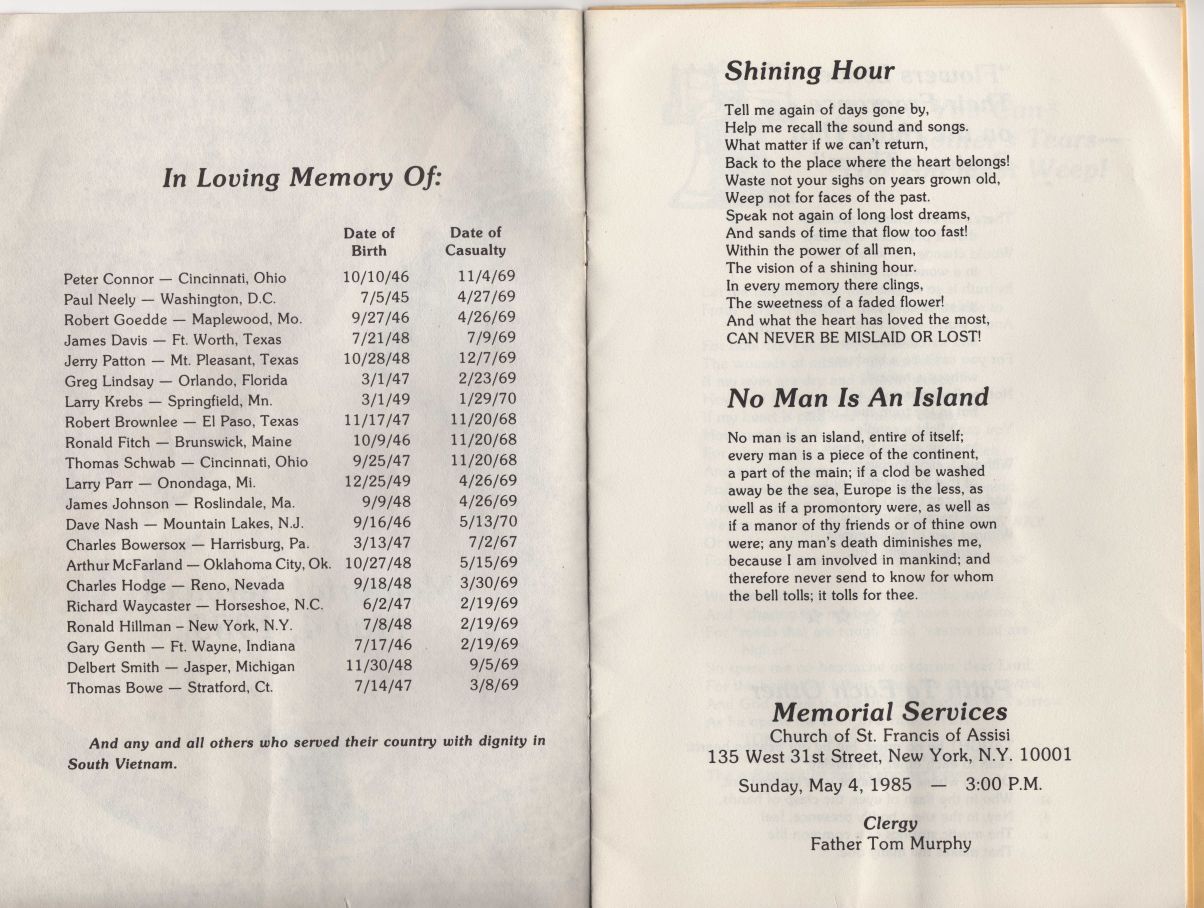 In Loving Memory Of:
Date of Birth Date of Casualty
Peter Connor — Cincinnati, Ohio 10/10/46 11/4/69
Paul Neely — Washington, D.C. 7/5/45 4/27/69
Robert Goedde — Maplewood, Mo. 9/27/46 4/26/69
James Davis — Ft. Worth, Texas 7/21/48 7/9/69
Jerry Patton — Mt. Pleasant, Texas 10/28/48 12/7/69
Greg Lindsay — Orlando, Florida 3/1/47 2/23/69
Larry Krebs — Springfield, Mn. 3/1/49 1/29/70
Robert Brownlee — El Paso, Texas 11/17/47 11/20/68
Ronald Fitch — Brunswick, Maine 10/9/46 11/20/68
Thomas Schwab — Cincinnati, Ohio 9/25/47 11/20/68
Larry Parr — Onondaga, Mi. 12/25/49 4/26/69
James Johnson — Roslindale, Ma. 9/9/48 4/26/69
Dave Nash — Mountain Lakes, N.J. 9/16/46 5/13/70
Charles Bowersox — Harrisburg, Pa. 3/13/47 7/2/67
Arthur McFarland — Oklahoma City, Ok. 10/27/48 5/15/69
Charles Hodge — Reno, Nevada 9/18/48 3/30/69
Richard Waycaster — Horseshoe, N.C. 6/2/47 2/19/69
Ronald Hillman – New York, N.Y. 7/8/48 2/19/69
Gary Genth — Ft. Wayne, Indiana 7/17/46 2/19/69
Delbert Smith — Jasper, Michigan 11/30/48 9/5/69
Thomas Bowe — Stratford, Ct. 7/14/47 3/8/69
And any and all others who served their country with dignity in
South Vietnam.
Shining Hour
Tell me again of days gone by,
Help me recall the sound and songs.
What matter if we can't return,
Back to the place where the heart belongs!
Waste not your sighs on years grown old,
Weep not for faces of the past.
Speak not again of long lost dreams,
And sands of time that flow too fast!
Within the power of all men,
The vision of a shining hour.
In every memory there clings,
The sweetness of a faded flower!
And what the heart has loved the most,
CAN NEVER BE MISLAID OR LOST!
No Man Is An Island
No man is an island, entire of itself;
every man is a piece of the continent,
a part of the main; if a clod be washed
away be the sea, Europe is the less, as
well as if a promontory were, as well as
if a manor of thy friends or of thine own
were; any man's death diminishes me,
because I am involved in mankind; and
therefore never send to know for whom
the bell tolls; it tolls for thee.
Memorial Services
Church of St. Francis of Assisi
135 West 31st Street, New York, N.Y. 10001
Sunday, May 4, 1985 — 3:00 P.M.
Clergy
Father Tom Murphy